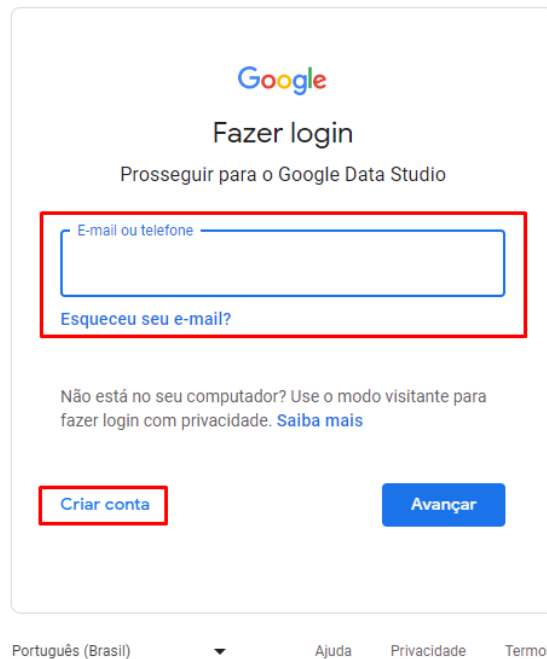 Google
Fazer login
Prosseguir para o Google Data Studio
E-mail ou telefone
Esqueceu seu e-mail?
Não está no seu computador? Use o modo visitante para
fazer login com privacidade. Saiba mais
Criar conta
Avançar
Português (Brasil)
Ajuda
Privacidade
Termo